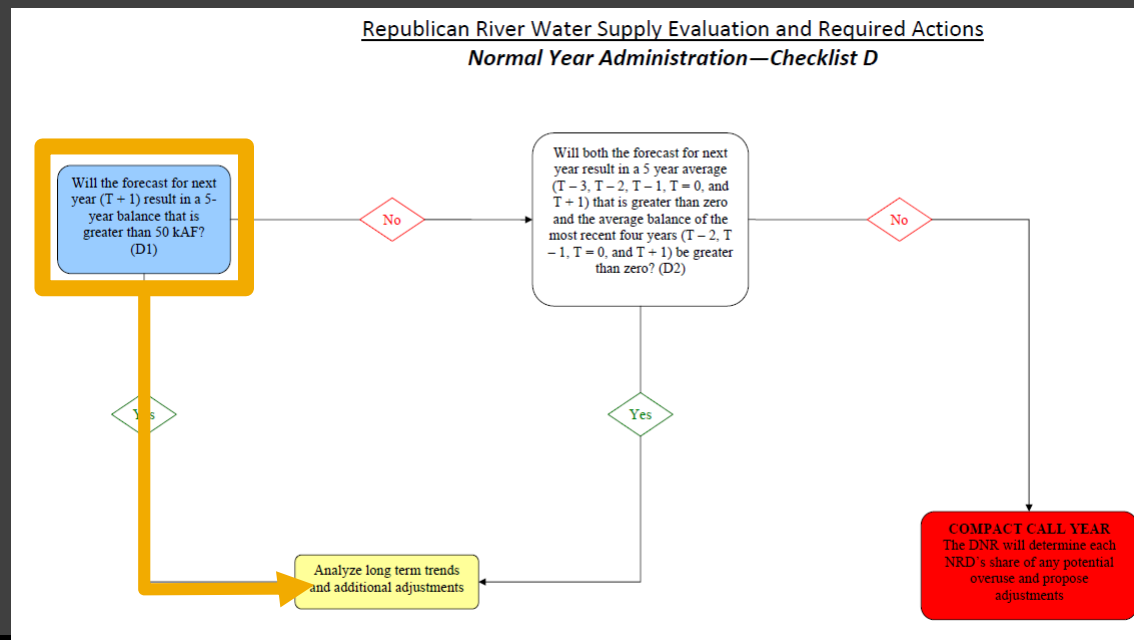 Republican River Water Supply Evaluation and Required Actions
Normal Year Administration—Checklist D
Will the forecast for next
year (T + 1) result in a 5-
year balance that is
greater than 50 kAF?
(D1)
No
Will both the forecast for next
year result in a 5 year average
(T – 3, T – 2, T – 1, T = 0, and
T + 1) that is greater than zero
and the average balance of the
most recent four years (T – 2, T
– 1, T = 0, and T + 1) be greater
than zero? (D2)
No
Yes
Yes
Analyze long term trends
and additional adjustments
COMPACT CALL YEAR
The DNR will determine each
NRD's share of any potential
overuse and propose
adjustments